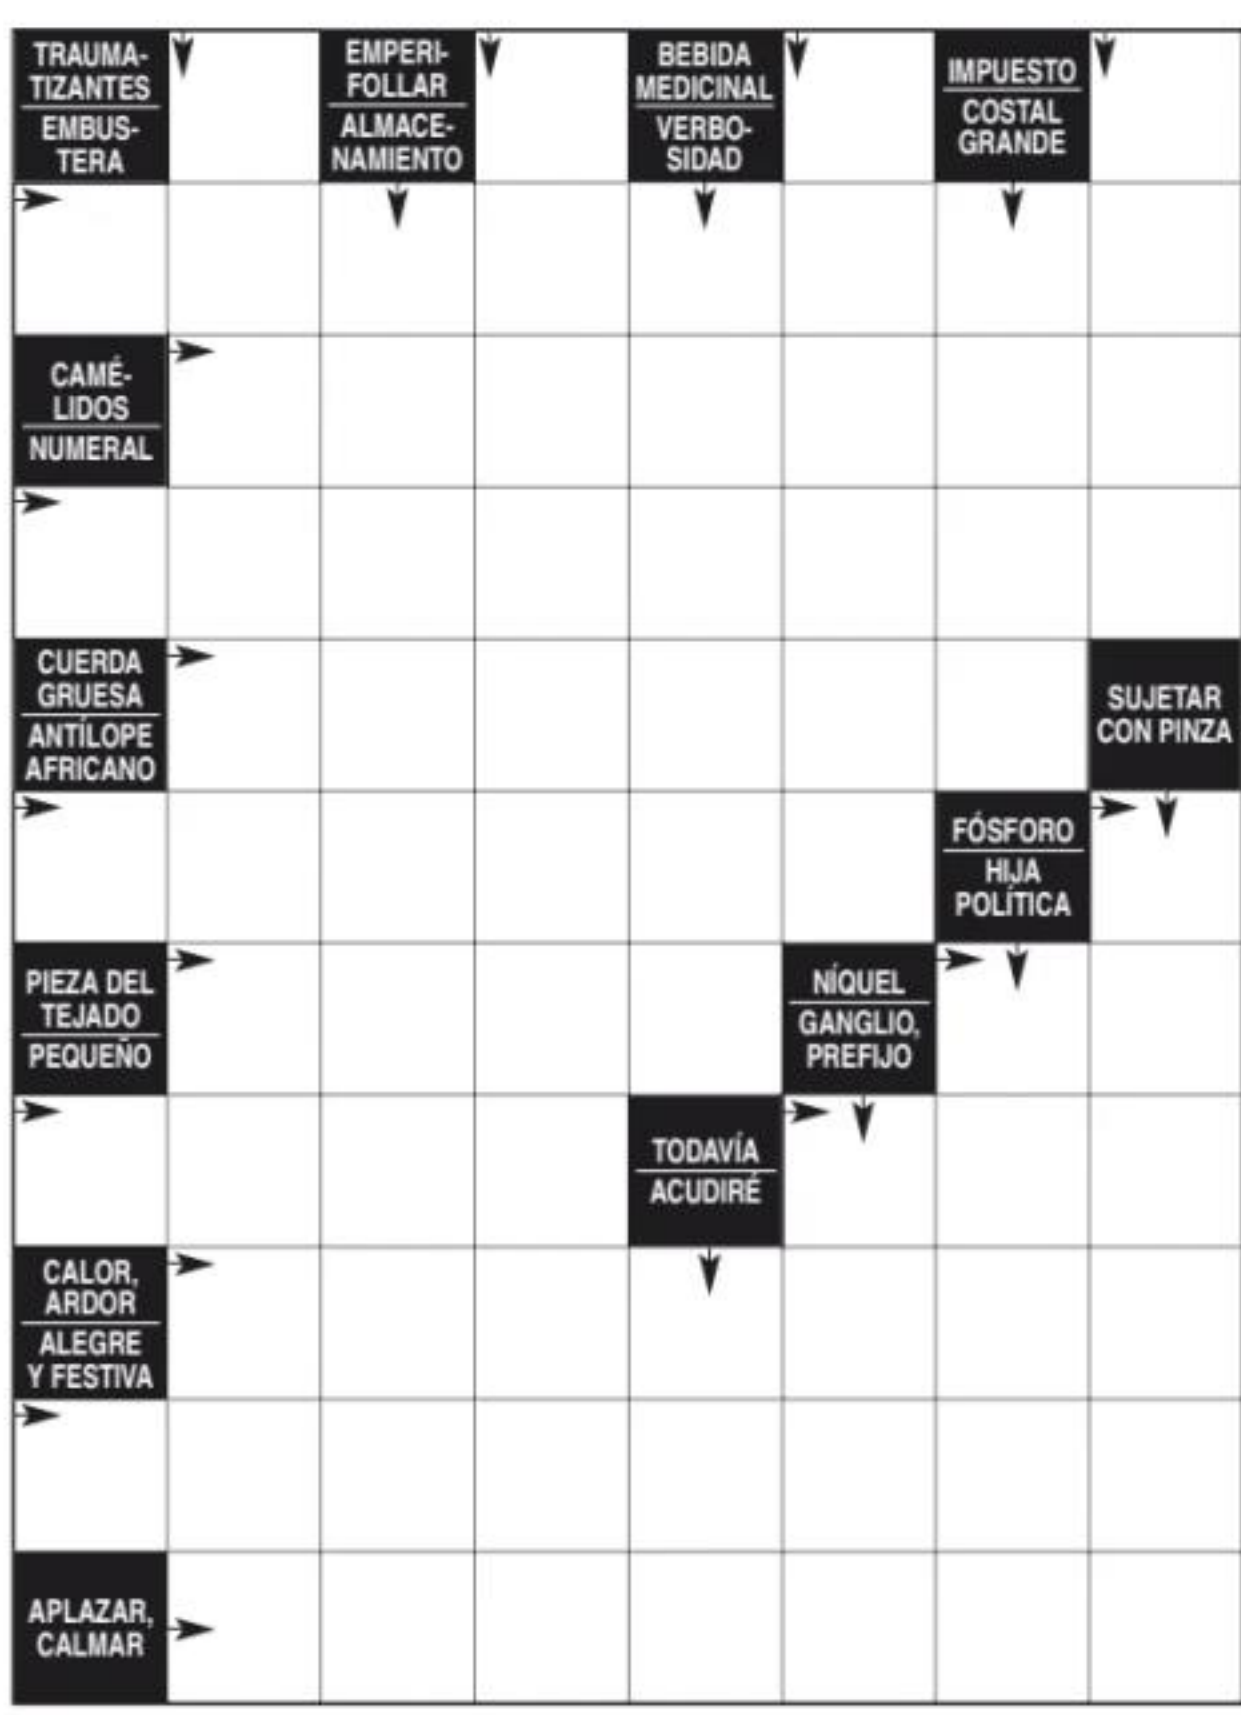 TRAUMA-
TIZANTES
EMBUS-
TERA
EMPERI-
FOLLAR
ALMACE-
NAMIENTO
BEBIDA
MEDICINAL
VERBO-
SIDAD
IMPUESTO
COSTAL
GRANDE
CAMÉ-
LIDOS
NUMERAL
CUERDA
GRUESA
ANTÍLOPE
AFRICANO
SUJETAR
CON PINZA
FÓSFORO
HIJA
POLÍTICA
PIEZA DEL
TEJADO
PEQUEÑO
NÍQUEL
GANGLIO,
PREFIJO
TODAVÍA
ACUDIRÉ
CALOR,
ARDOR
ALEGRE
Y FESTIVA
APLAZAR,
CALMAR